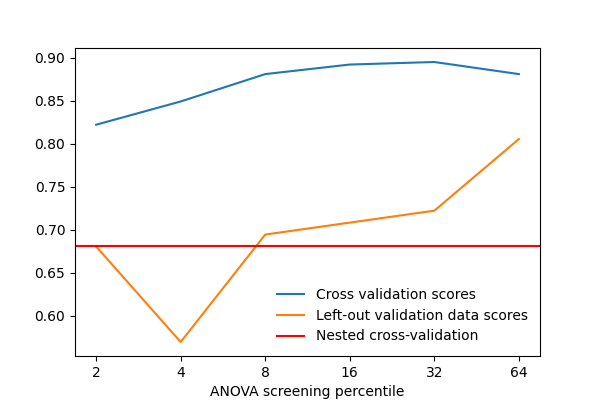 0.90
0.85
0.80
0.75
0.70
0.65
0.60
Cross validation scores
Left-out validation data scores
Nested cross-validation
2 4 8 16 32 64
ANOVA screening percentile